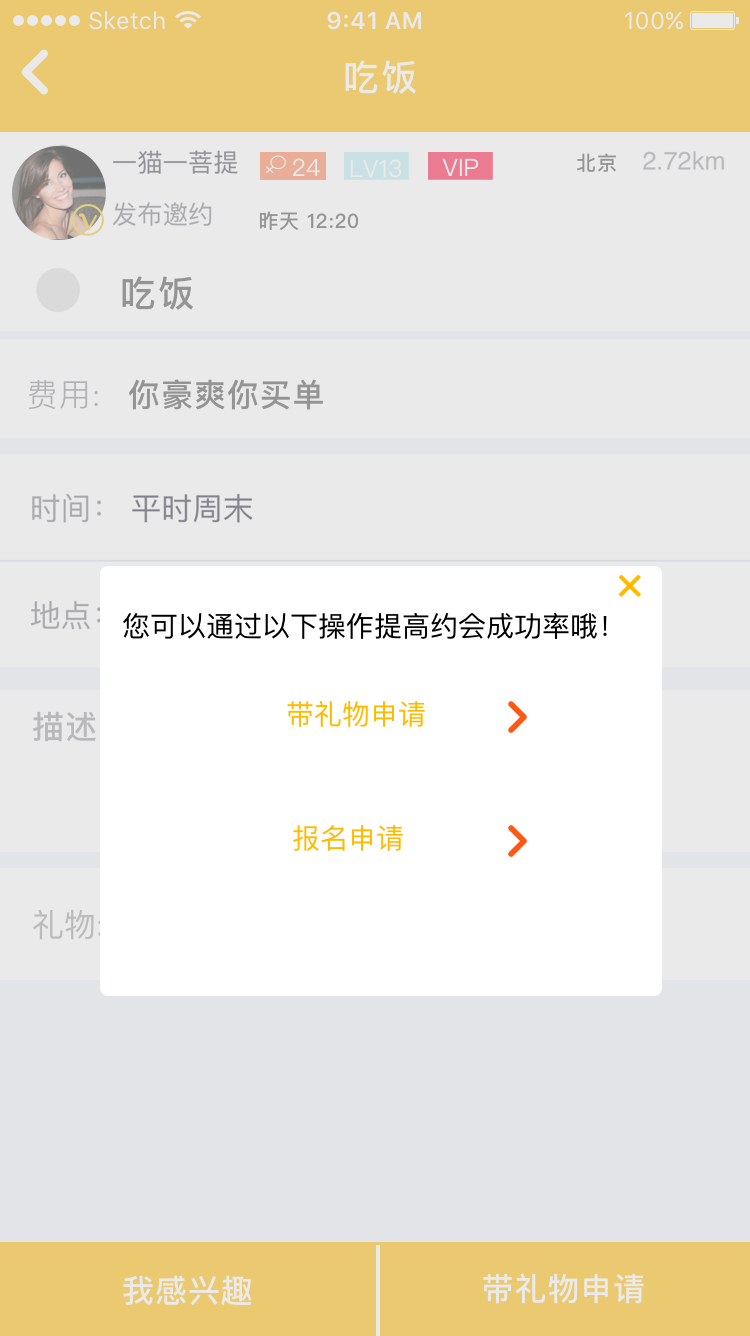 Sketch 9:41 AM 100%
吃饭
一猫一菩提 24 LV13 VIP 北京 2.72km
发布邀约 昨天 12:20
吃饭
费用: 你豪爽你买单
时间: 平时周末
地点:
您可以通过以下操作提高约会成功率哦!
带礼物申请
描述
报名申请
礼物:
我感兴趣 带礼物申请